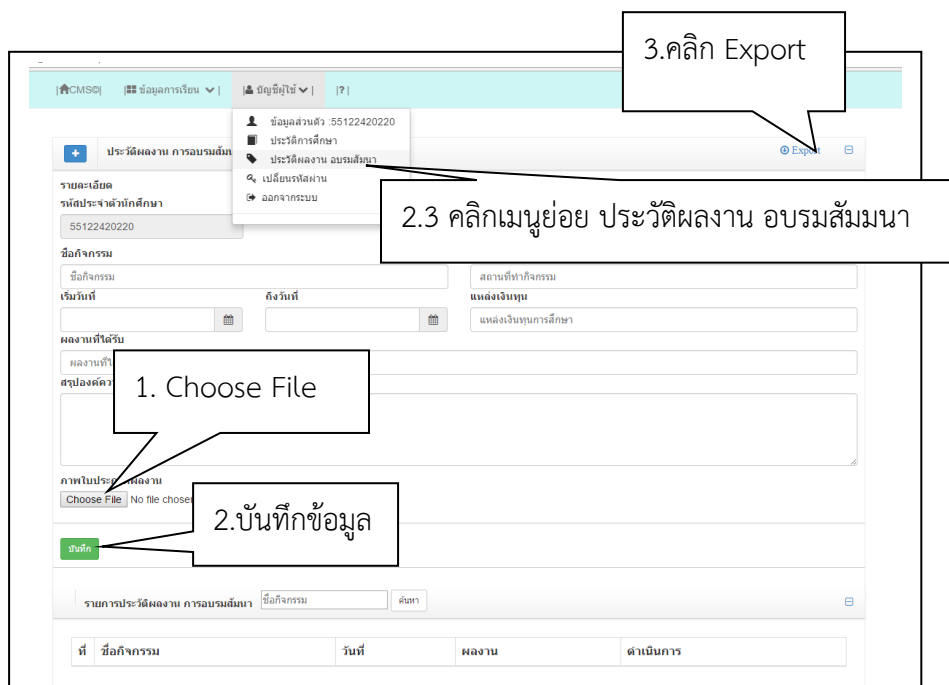 3.คลิก Export
|CMS©| | ข้อมูลการเรียน | | บัญชีผู้ใช้ | |?|
ข้อมูลส่วนตัว :55122420220
ประวัติการศึกษา
ประวัติผลงาน อบรมสัมนา
เปลี่ยนรหัสผ่าน
ออกจากระบบ
+ ประวัติผลงาน การอบรมสัมน
Export
2.3 คลิกเมนูย่อย ประวัติผลงาน อบรมสัมมนา
รายละเอียด
รหัสประจำตัวนักศึกษา
55122420220
ชื่อกิจกรรม
ชื่อกิจกรรม สถานที่ทำกิจกรรม
เริ่มวันที่ ถึงวันที่ แหล่งเงินทุน
แหล่งเงินทุนการศึกษา
ผลงานที่ได้รับ
ผลงานที่ไ
สรุปองค์คว
1. Choose File
ภาพใบประ ผลงาน
Choose File No file chosen
2.บันทึกข้อมูล
บันทึก
รายการประวัติผลงาน การอบรมสัมนา ชื่อกิจกรรม ค้นหา
ที่ ชื่อกิจกรรม วันที่ ผลงาน ดำเนินการ